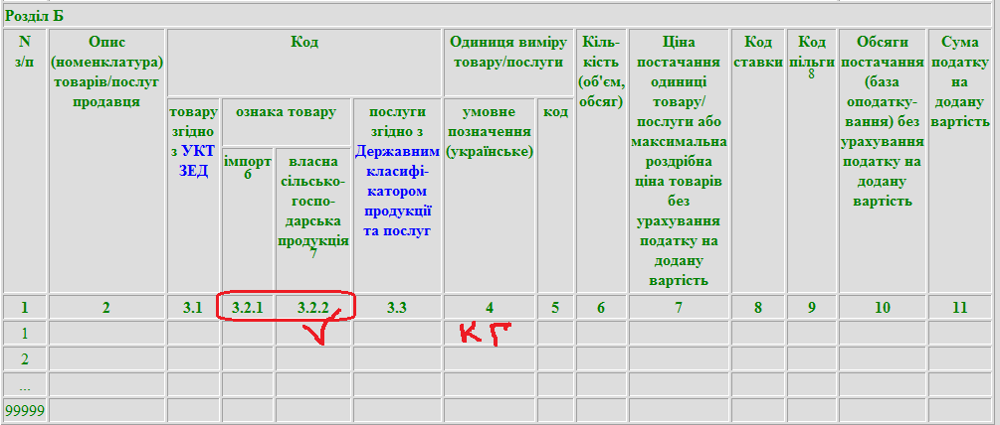 Розділ Б
N з/п
Опис (номенклатура) товарів/послуг продавця
Код
Одиниця виміру товару/послуги
Кіль-кість (об'єм, обсяг)
Ціна постачання одиниці товару/послуги або максимальна роздрібна ціна товарів без урахування податку на додану вартість
Код ставки
Код пільги 8
Обсяги постачання (база оподатку-вання) без урахування податку на додану вартість
Сума податку на додану вартість
товару згідно з УКТ ЗЕД
ознака товару
послуги згідно з Державним класифі-катором продукції та послуг
умовне позначення (українське)
код
імпорт 6
власна сільсько-госпо-дарська продукція 7
1 2 3.1 3.2.1 3.2.2 3.3 4 5 6 7 8 9 10 11
1 √ кг
2
...
99999